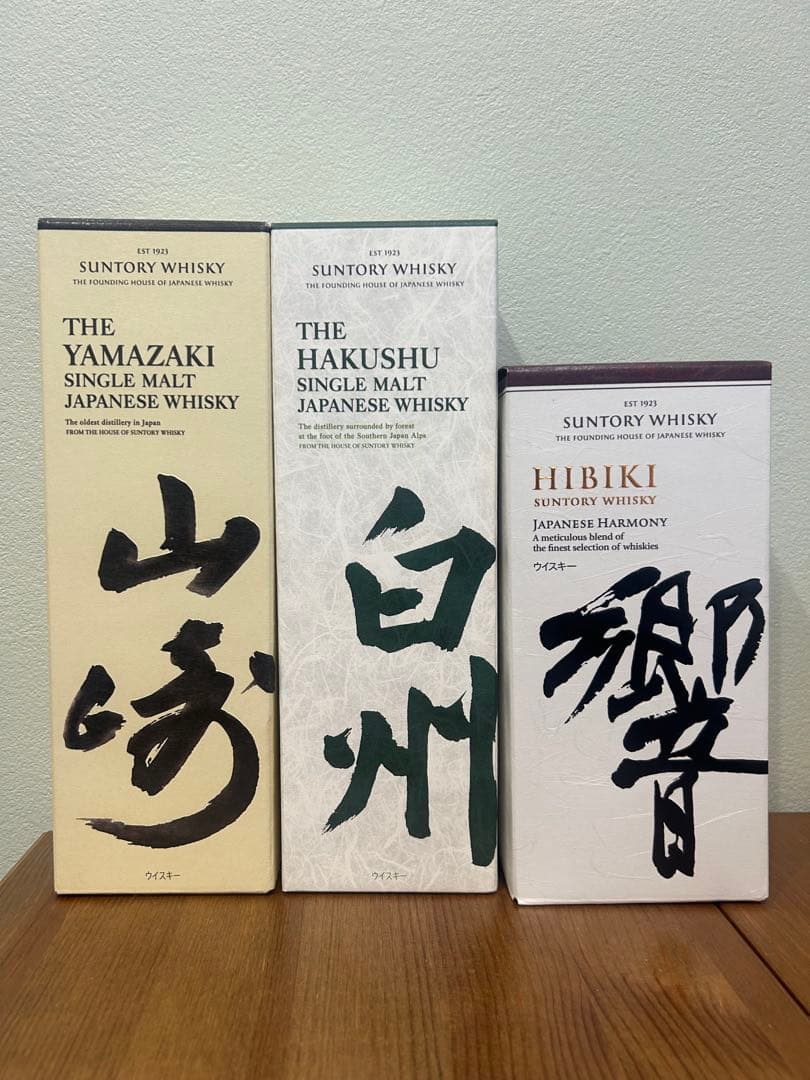 EST 1923
SUNTORY WHISKY
THE FOUNDING HOUSE OF JAPANESE WHISKY
THE
YAMAZAKI
SINGLE MALT
JAPANESE WHISKY
The oldest distillery in Japan
FROM THE HOUSE OF SUNTORY WHISKY
山
崎
ウイスキー
EST 1923
SUNTORY WHISKY
THE FOUNDING HOUSE OF JAPANESE WHISKY
THE
HAKUSHU
SINGLE MALT
JAPANESE WHISKY
The distillery surrounded by forest
at the foot of the Southern Japan Alps
FROM THE HOUSE OF SUNTORY WHISKY
白
州
ウイスキー
EST 1923
SUNTORY WHISKY
THE FOUNDING HOUSE OF JAPANESE WHISKY
HIBIKI
SUNTORY WHISKY
JAPANESE HARMONY
A meticulous blend of
the finest selection of whiskies
ウイスキー
響